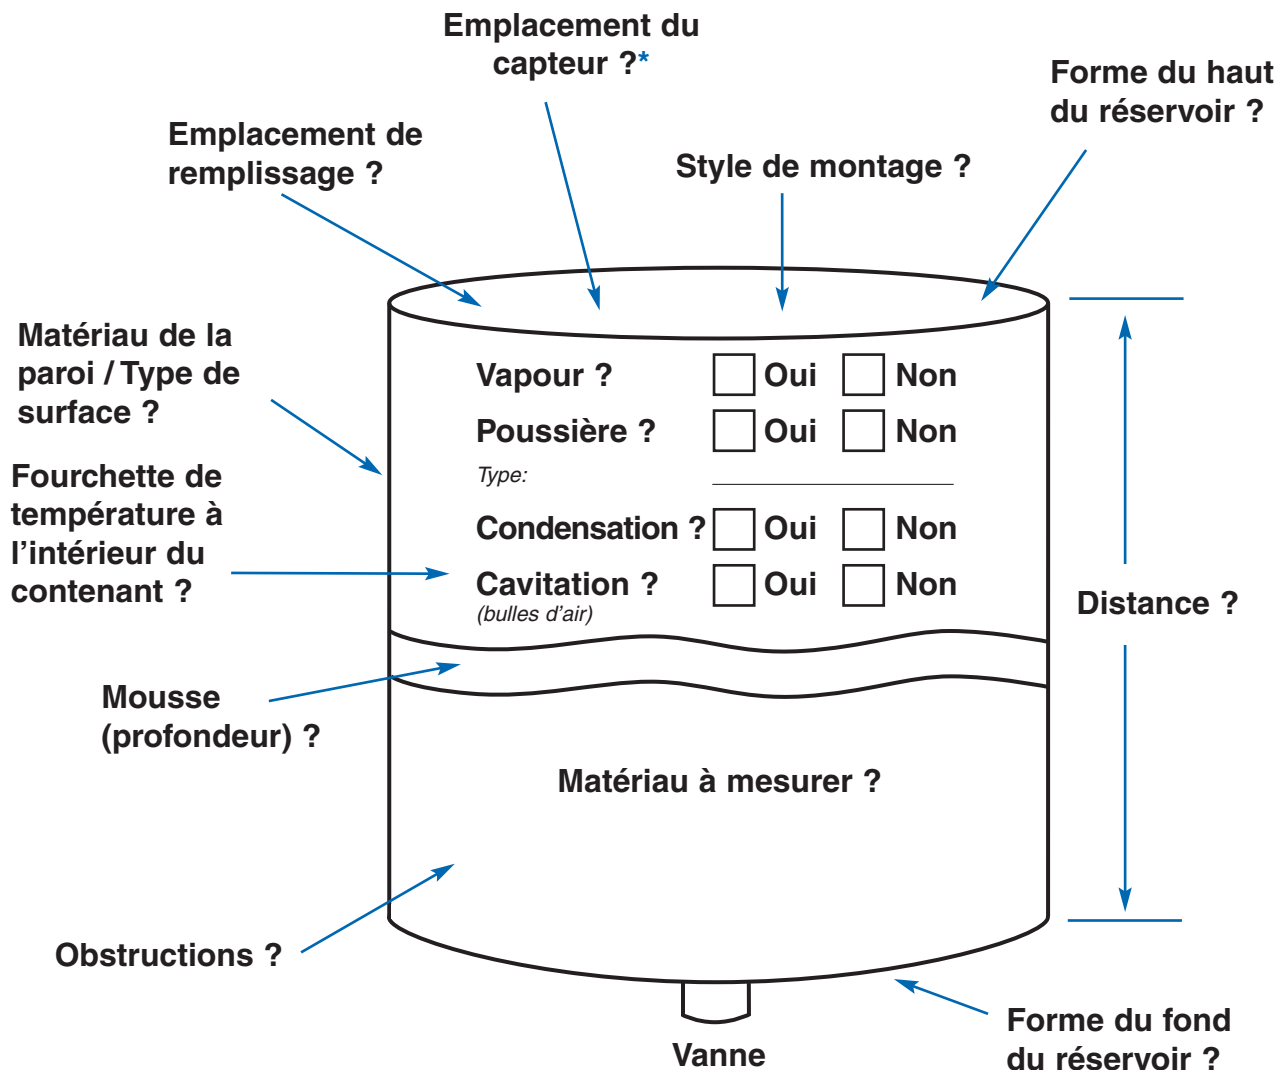 Emplacement du
capteur ?*
Forme du haut
du réservoir ?
Emplacement de
remplissage ?
Style de montage ?
Matériau de la
paroi / Type de
surface ?
Vapour ? Oui Non
Poussière ? Oui Non
Type:
Fourchette de
température à
l’intérieur du
contenant ?
Condensation ? Oui Non
Cavitation ? Oui Non
(bulles d’air)
Distance ?
Mousse
(profondeur) ?
Matériau à mesurer ?
Obstructions ?
Forme du fond
du réservoir ?
Vanne